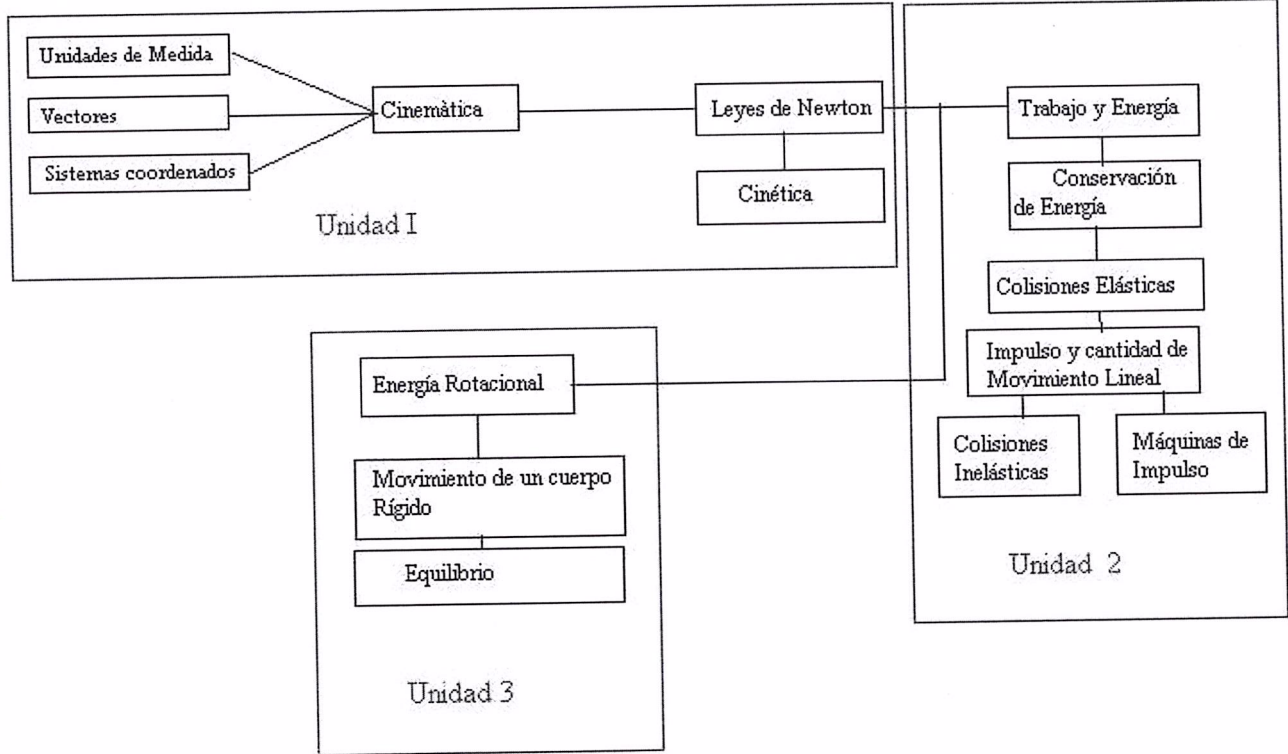 Unidades de Medida
Vectores
Sistemas coordenados
Cinemàtica
Leyes de Newton
Cinética
Unidad I
Trabajo y Energía
Conservación
de Energía
Colisiones Elásticas
Impulso y cantidad de
Movimiento Lineal
Colisiones
Inelásticas
Máquinas de
Impulso
Unidad 2
Energía Rotacional
Movimiento de un cuerpo
Rígido
Equilibrio
Unidad 3